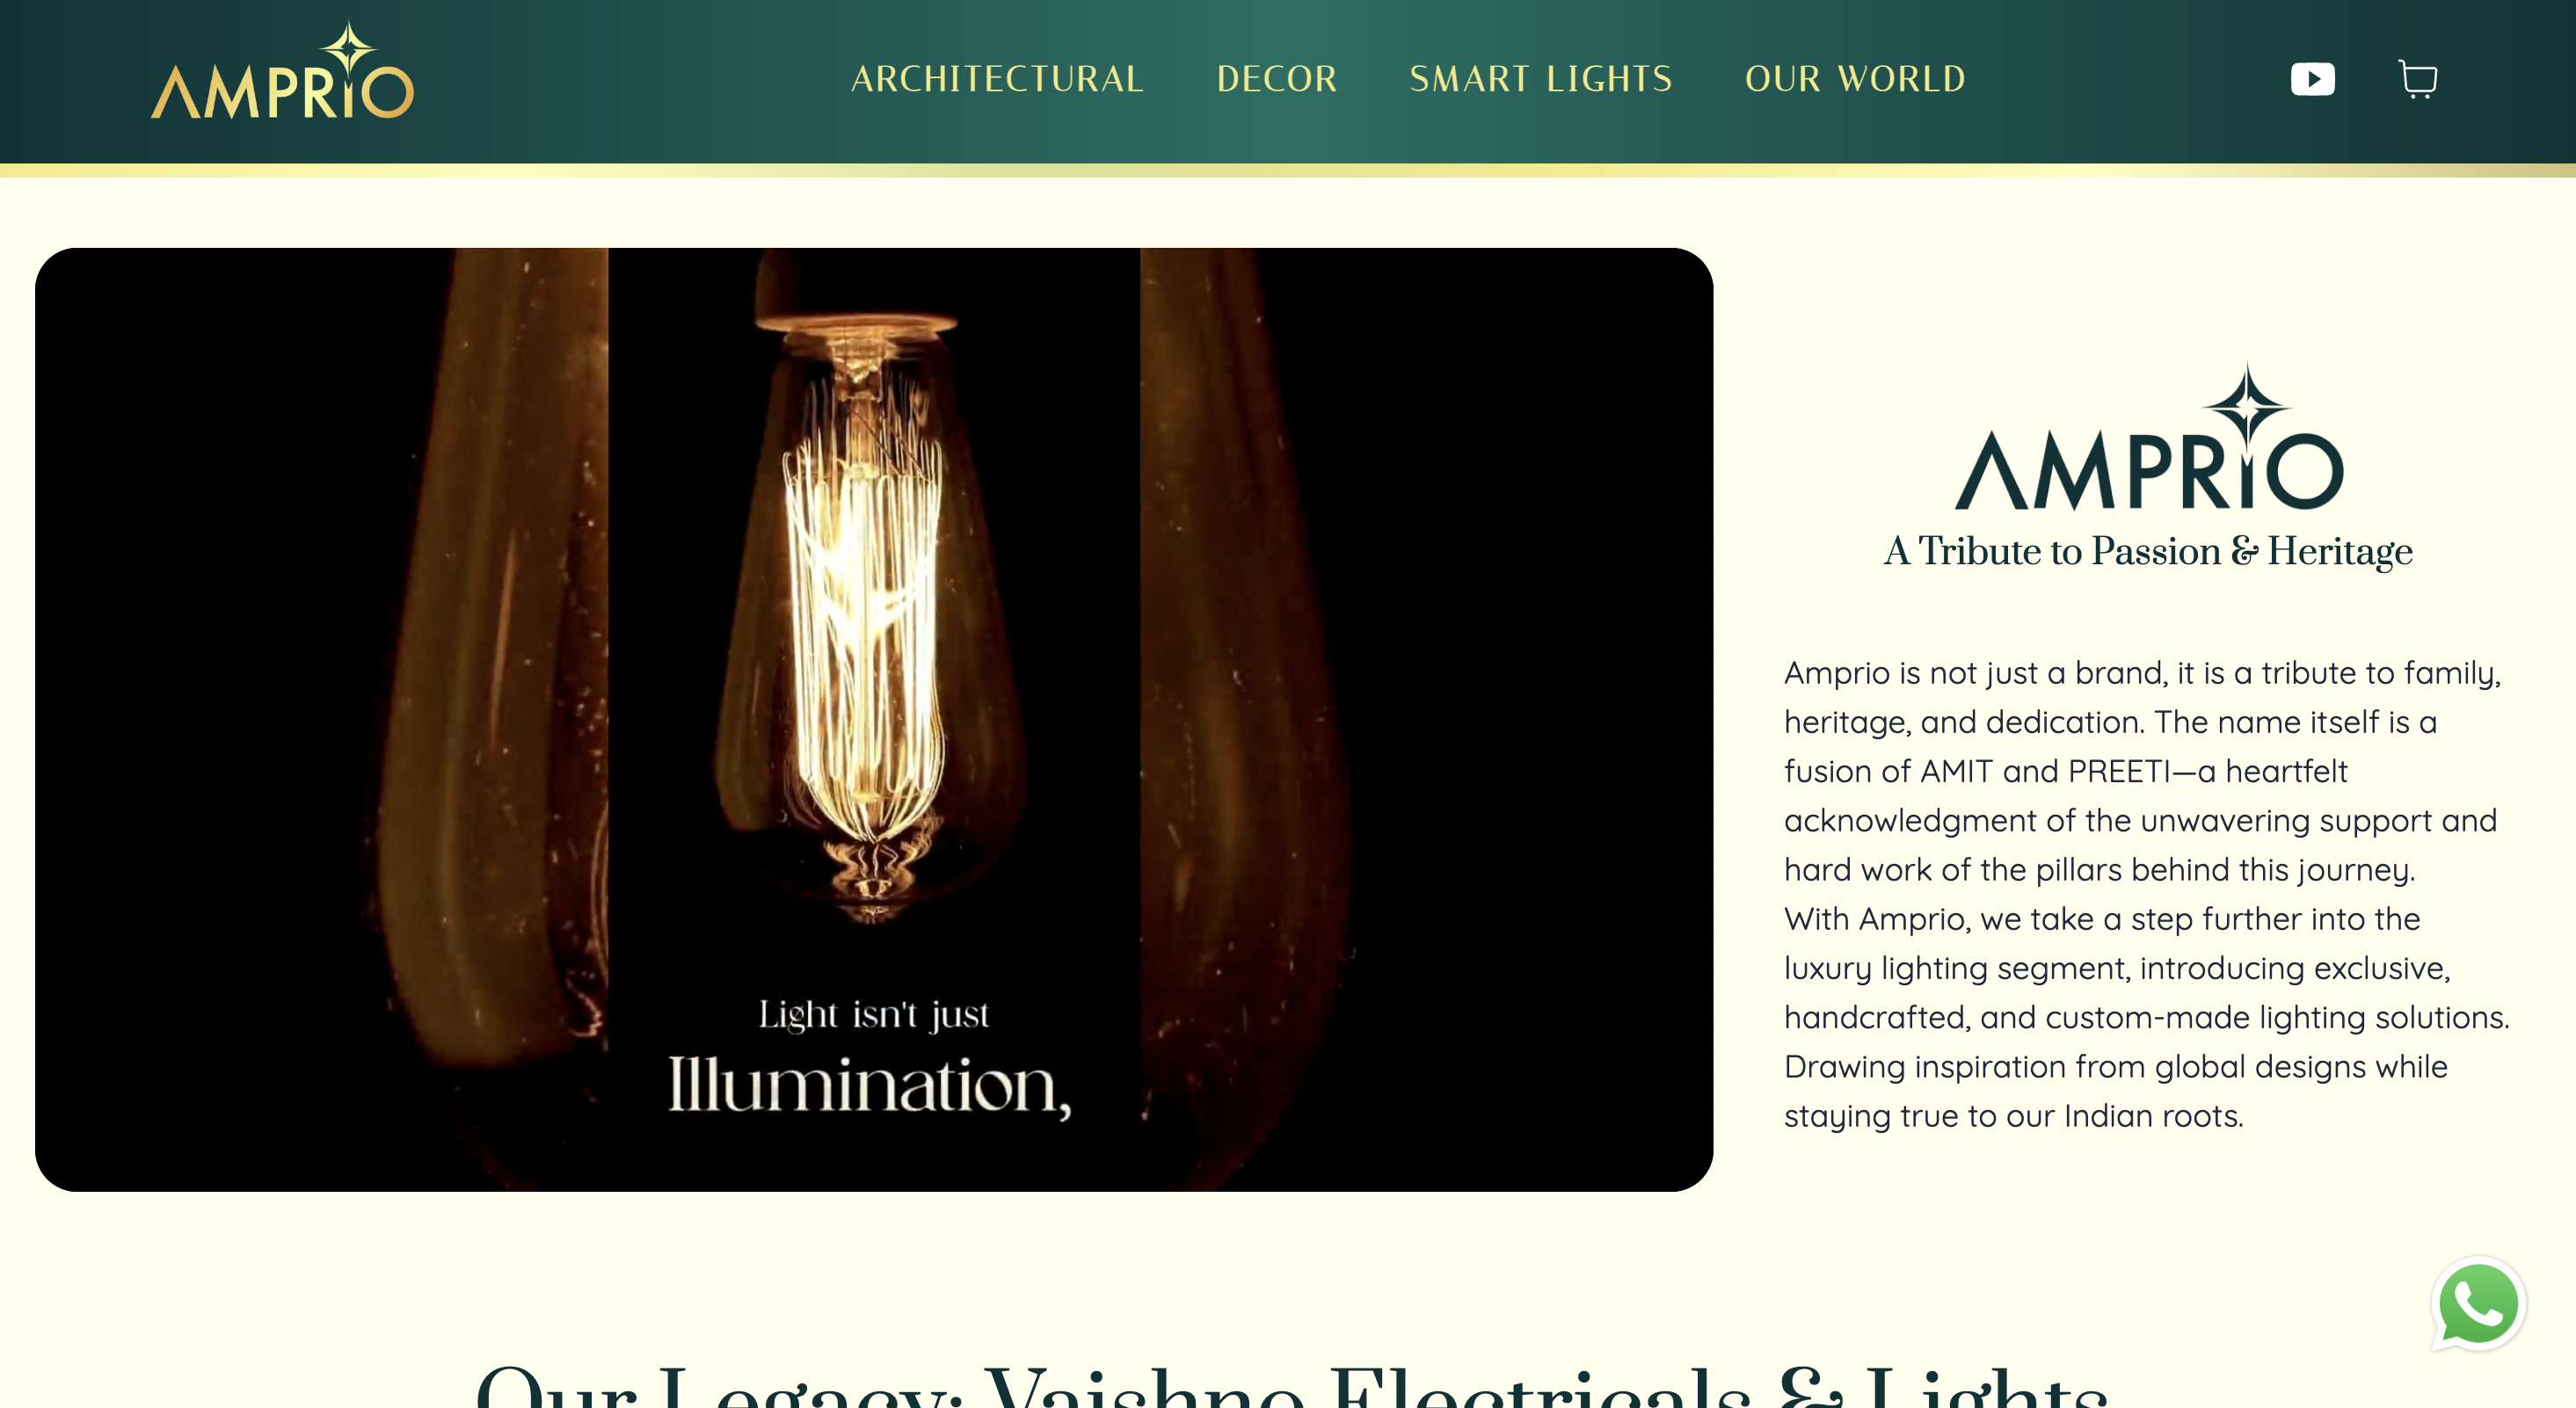 AMPRIO
ARCHITECTURAL DECOR SMART LIGHTS OUR WORLD
Light isn't just
Illumination,
AMPRIO
A Tribute to Passion & Heritage
Amprio is not just a brand, it is a tribute to family,
heritage, and dedication. The name itself is a
fusion of AMIT and PREETI—a heartfelt
acknowledgment of the unwavering support and
hard work of the pillars behind this journey.
With Amprio, we take a step further into the
luxury lighting segment, introducing exclusive,
handcrafted, and custom-made lighting solutions.
Drawing inspiration from global designs while
staying true to our Indian roots.
Our Legacy: Vaishno Electricals & Lights